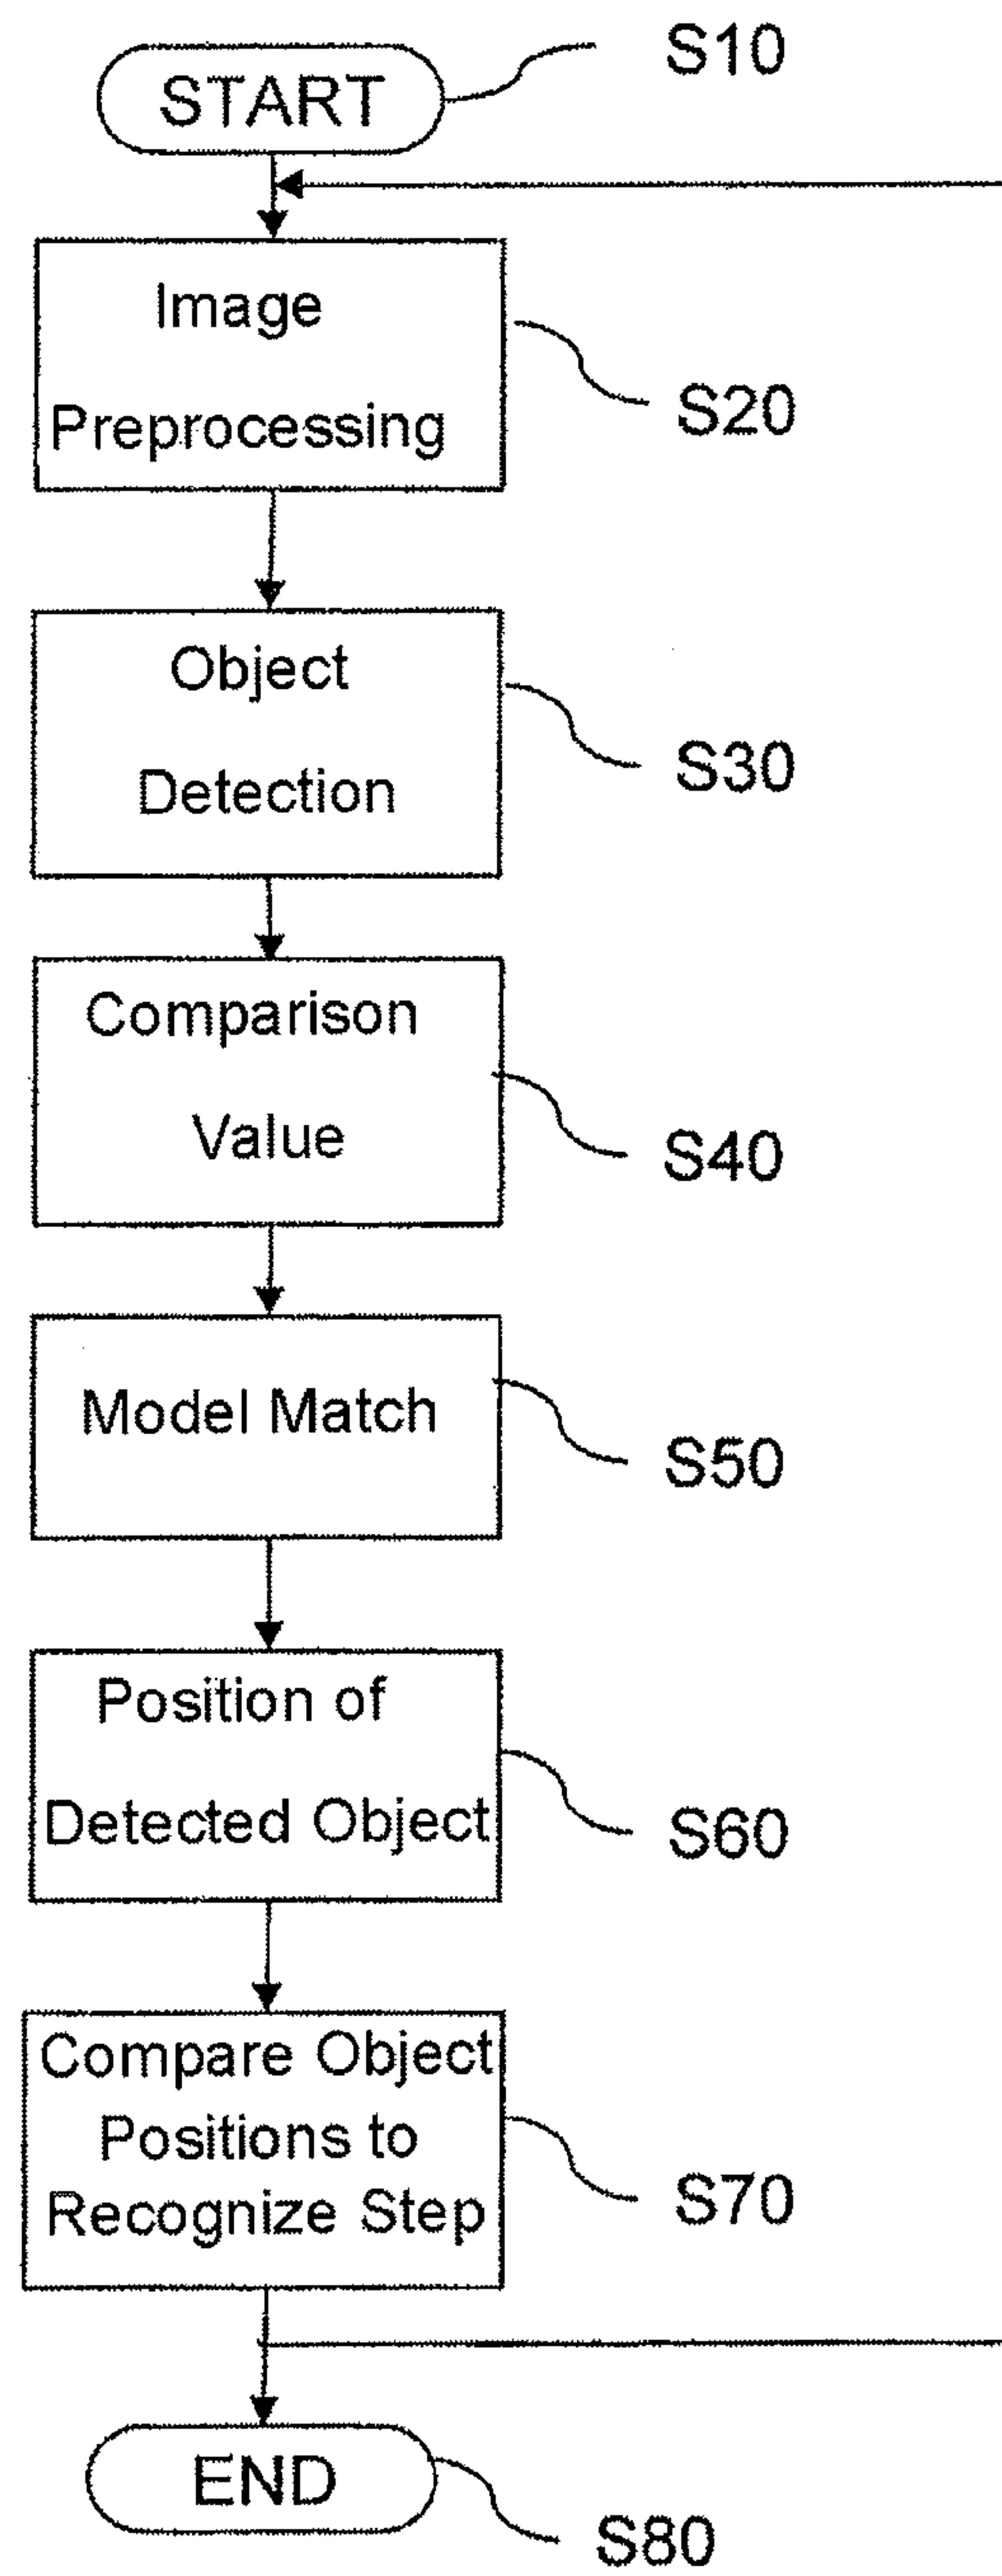 START
S10
Image
Preprocessing
S20
Object
Detection
S30
Comparison
Value
S40
Model Match
S50
Position of
Detected Object
S60
Compare Object
Positions to
Recognize Step
S70
END
S80